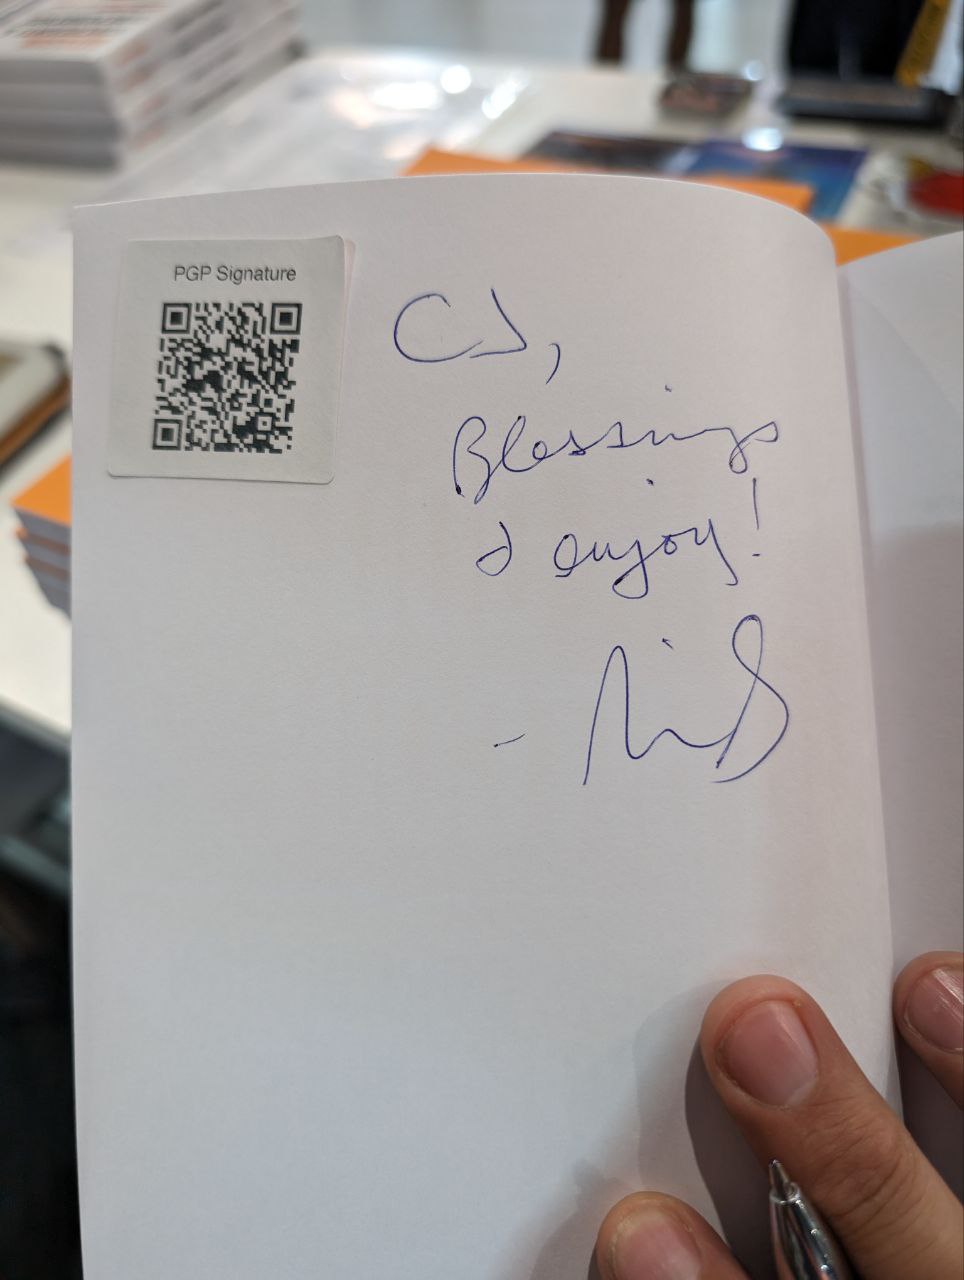 PGP Signature
CJ,
Blessings
& enjoy!